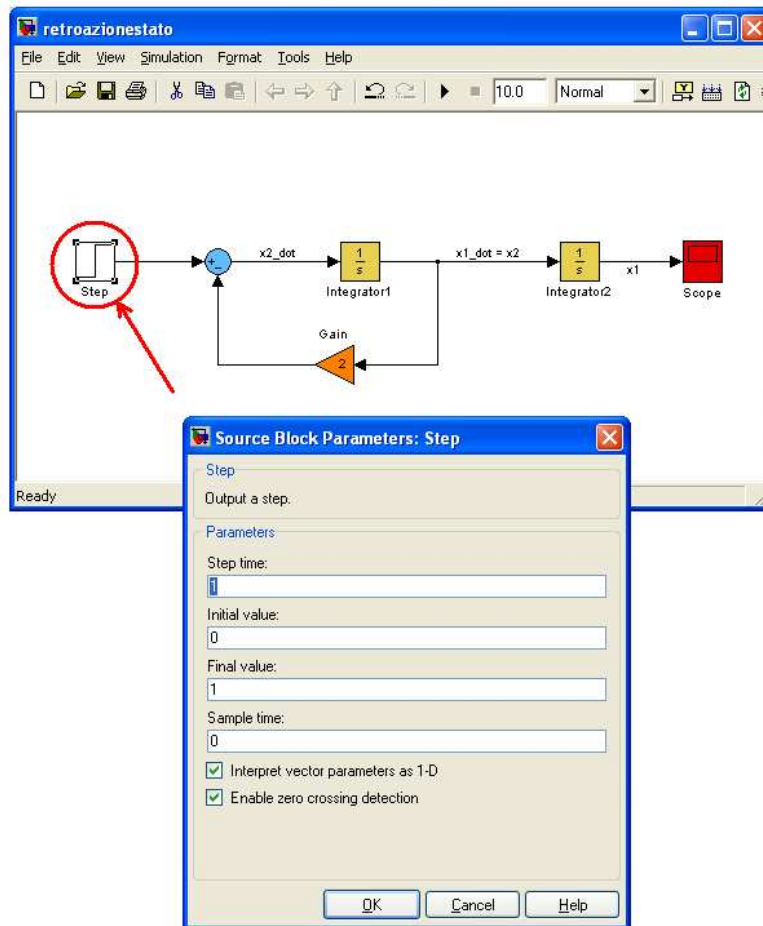 retroazionestato
File Edit View Simulation Format Tools Help
10.0 Normal
x2_dot
x1_dot = x2
1
s
1
s
x1
Step
Integrator1
Integrator2
Scope
Gain
2
Source Block Parameters: Step
Step
Output a step.
Ready
Parameters
Step time:
1
Initial value:
0
Final value:
1
Sample time:
0
Interpret vector parameters as 1-D
Enable zero crossing detection
OK Cancel Help